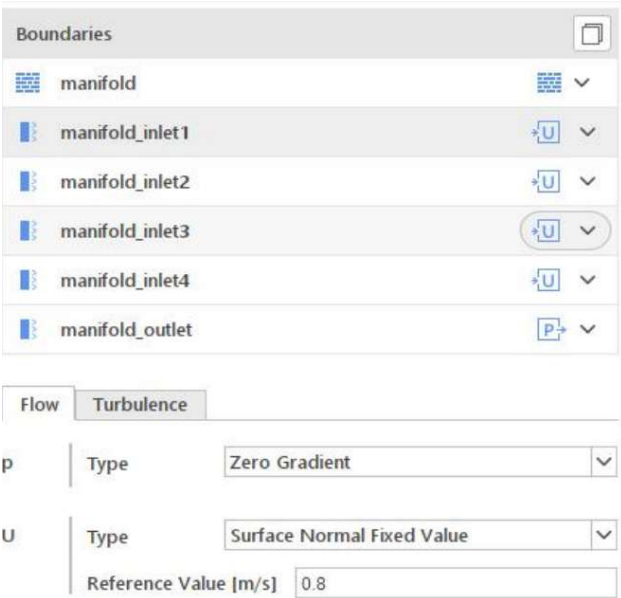 Boundaries
manifold
manifold_inlet1 U
manifold_inlet2 U
manifold_inlet3 U
manifold_inlet4 U
manifold_outlet P
Flow Turbulence
p Type Zero Gradient
U Type Surface Normal Fixed Value
Reference Value [m/s] 0.8